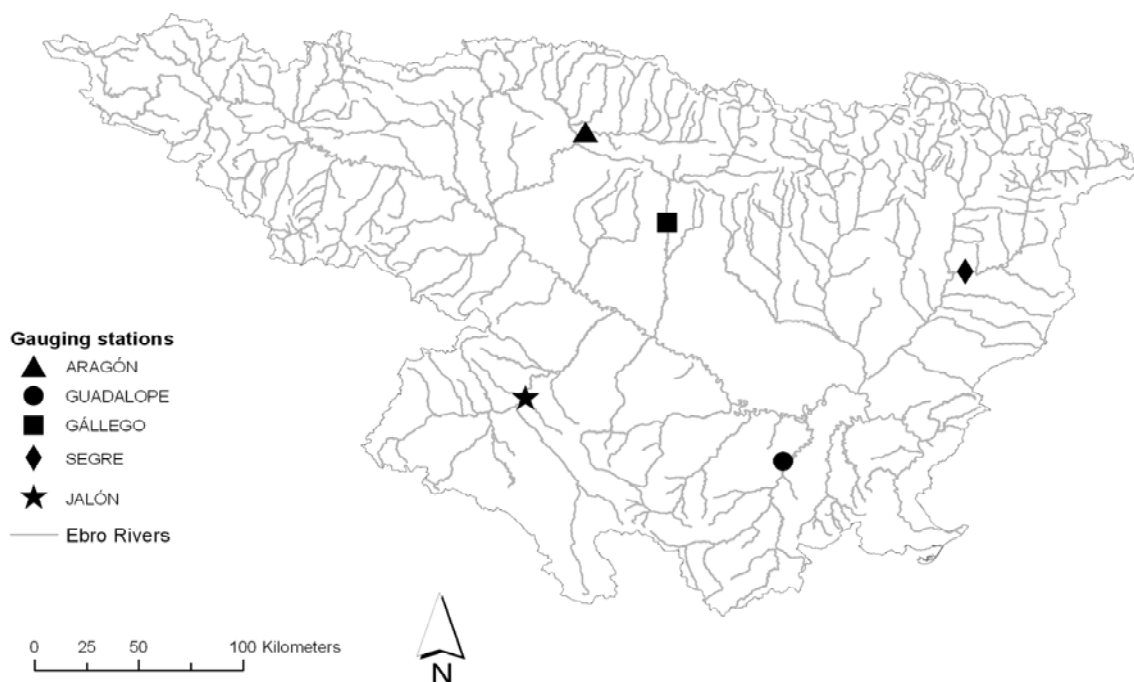 Gauging stations
ARAGÓN
GUADALOPE
GÁLLEGO
SEGRE
JALÓN
Ebro Rivers
0 25 50 100 Kilometers
N